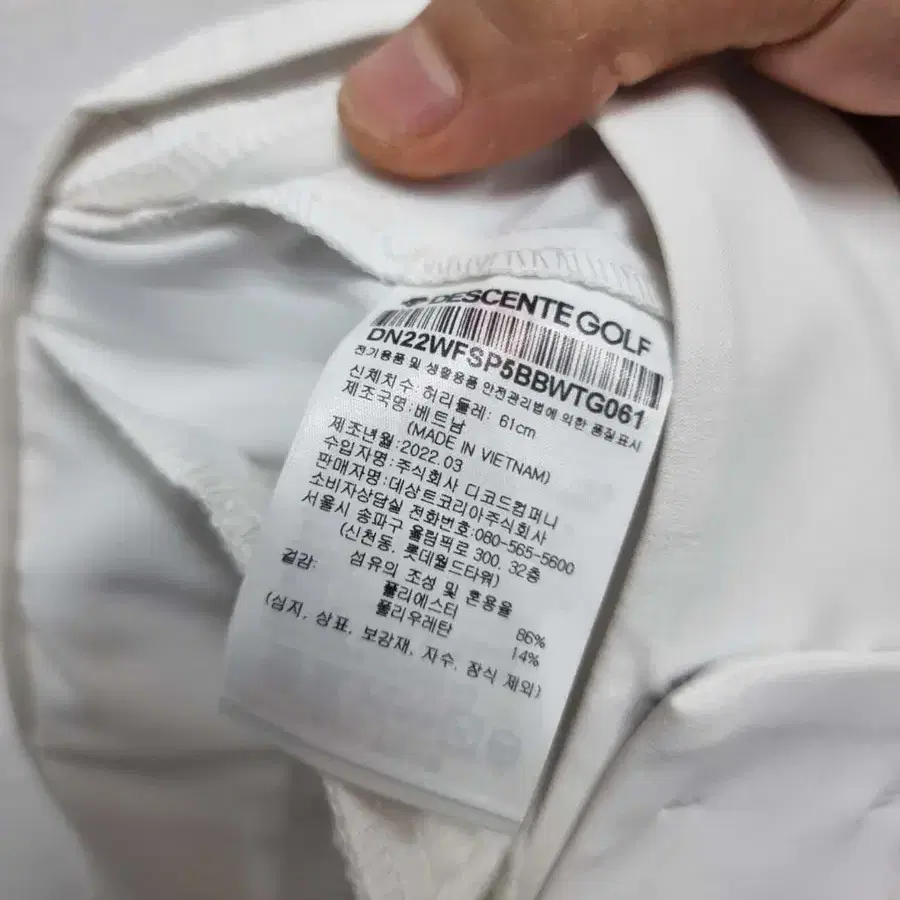 DESCENTE GOLF
DN22WFSP5BBWTG061
전기용품 및 생활용품 안전관리법에 의한 품질표시
신체치수: 허리둘레: 61cm
제조국명: 베트남
(MADE IN VIETNAM)
제조년월:2022.03
수입자명:주식회사 디코드컴퍼니
판매자명:데상트코리아주식회사
소비자상담실 전화번호:080-565-5600
서울시 송파구 올림픽로 300. 32층
(신천동, 롯데월드타워)
겉감: 섬유의 조성 및 혼용율
폴리에스터 86%
폴리우레탄 14%
(심지, 상표, 보강재, 자수, 장식 제외)